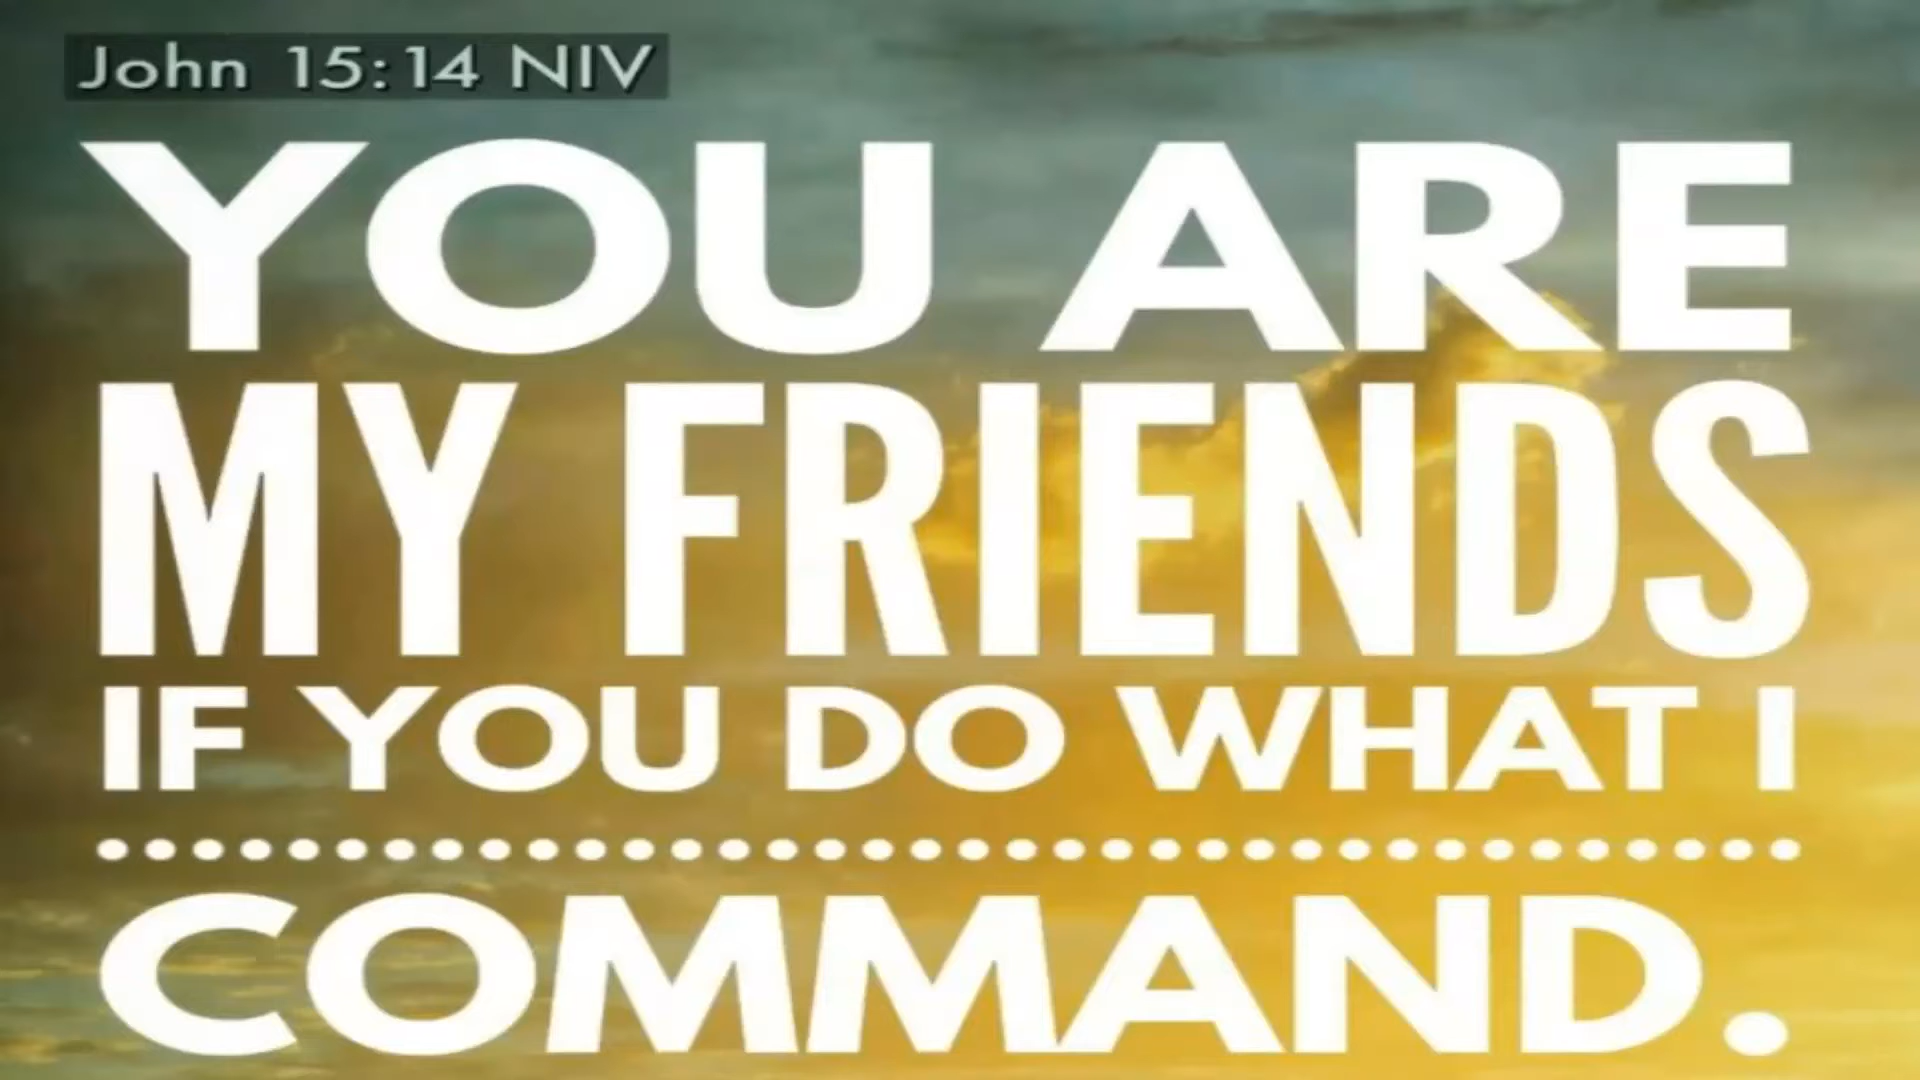 John 15:14 NIV
YOU ARE
MY FRIENDS
IF YOU DO WHAT I
COMMAND.